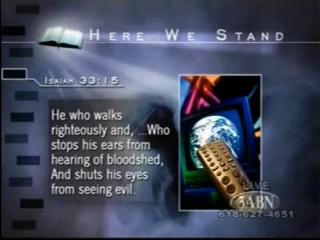 Here We Stand
Isaiah 33:15
He who walks
righteously and, ...Who
stops his ears from
hearing of bloodshed,
And shuts his eyes
from seeing evil.
LIVE
3ABN
618-627-4651